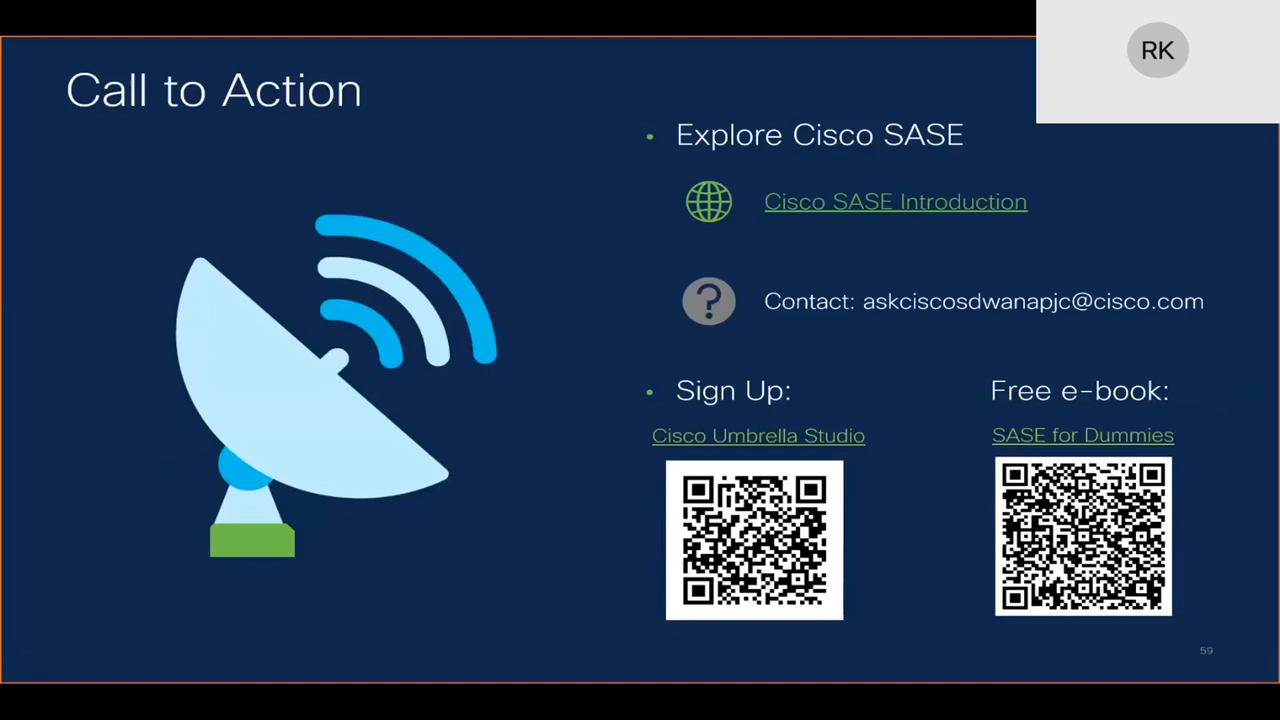 RK
Call to Action
• Explore Cisco SASE
Cisco SASE Introduction
? Contact: askciscosdwanapjc@cisco.com
• Sign Up:
Free e-book:
Cisco Umbrella Studio
SASE for Dummies
59